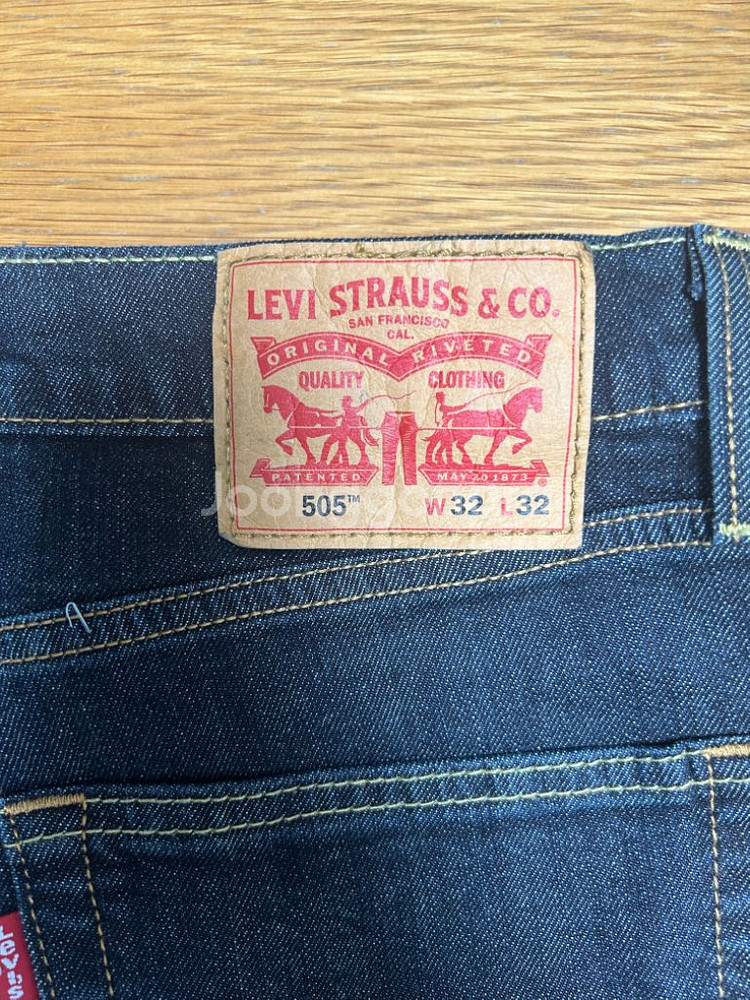 LEVI STRAUSS & CO.
SAN FRANCISCO
CAL.
ORIGINAL RIVETED
QUALITY CLOTHING
PATENTED MAY 20 1873 ®
505™ W32 L32
LEVI'S